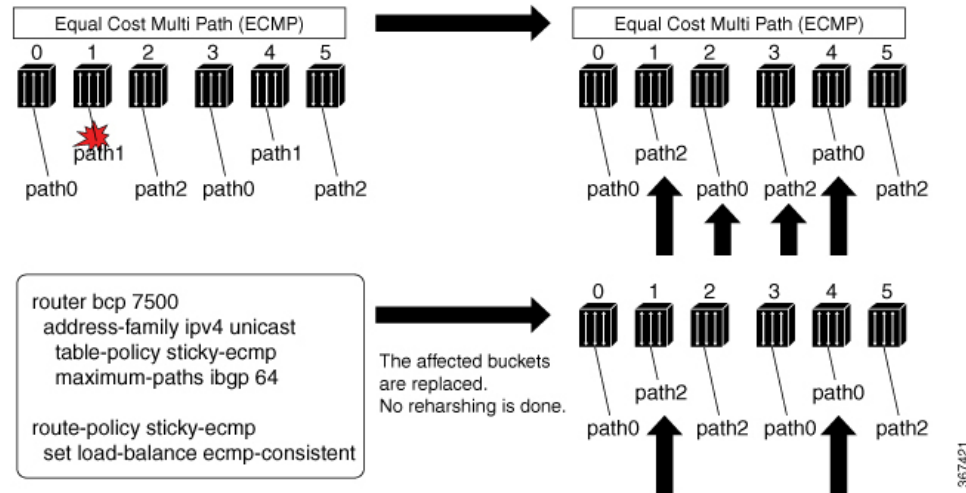 Equal Cost Multi Path (ECMP)
0 1 2 3 4 5
path1 path1
path0 path2 path0 path2
Equal Cost Multi Path (ECMP)
0 1 2 3 4 5
path2 path0
path0 path0 path2 path2
router bcp 7500
address-family ipv4 unicast
table-policy sticky-ecmp
maximum-paths ibgp 64
route-policy sticky-ecmp
set load-balance ecmp-consistent
The affected buckets
are replaced.
No reharshing is done.
0 1 2 3 4 5
path2 path0
path0 path2 path0 path2
367421